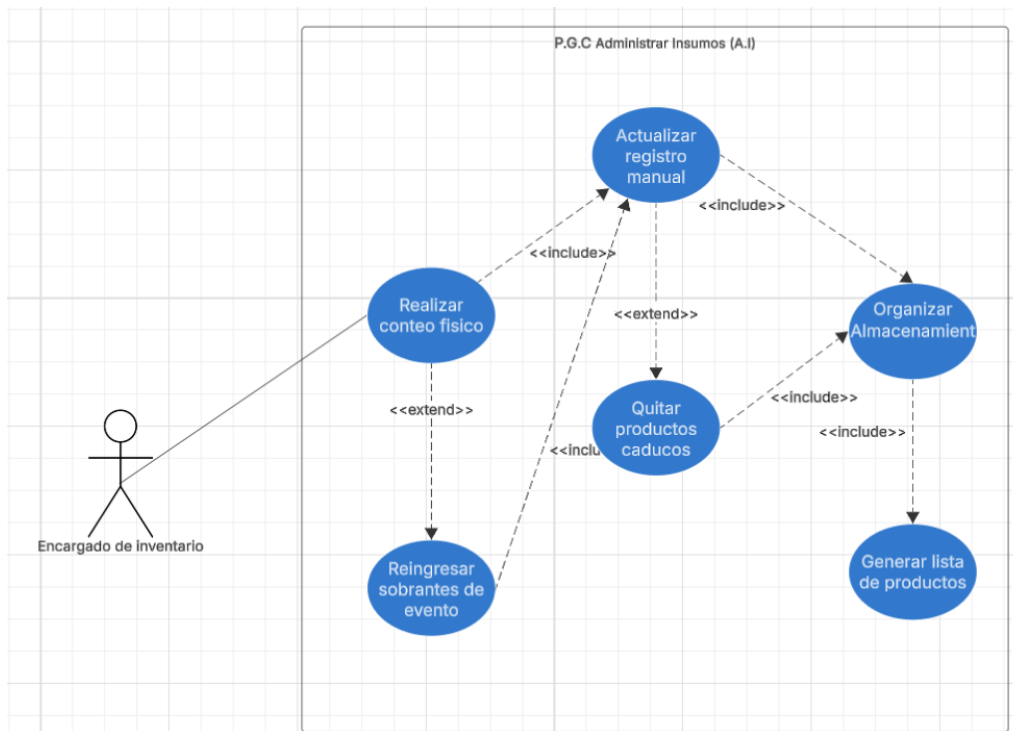 P.G.C Administrar Insumos (A.I)
Actualizar
registro
manual
<<include>>
<<include>>
Realizar
conteo fisico
Organizar
Almacenamient
<<extend>>
<<include>>
<<extend>>
Quitar
productos
caducos
<<include>>
<<inclu
Encargado de inventario
Reingresar
sobrantes de
evento
Generar lista
de productos